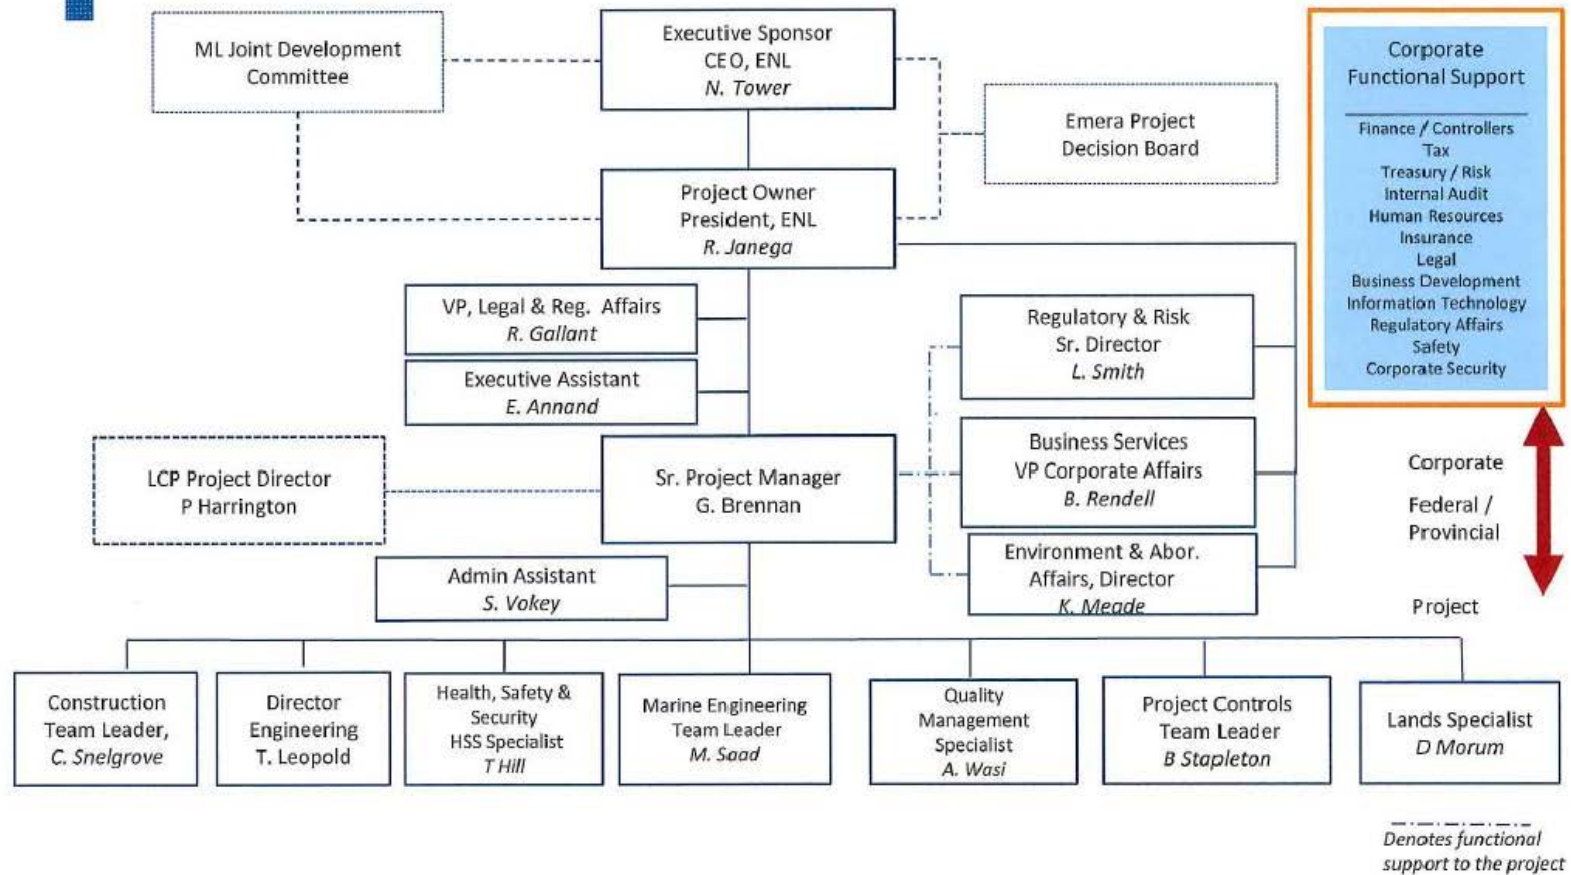 ML Joint Development
Committee
Executive Sponsor
CEO, ENL
N. Tower
Emera Project
Decision Board
Project Owner
President, ENL
R. Janega
VP, Legal & Reg. Affairs
R. Gallant
Executive Assistant
E. Annand
Regulatory & Risk
Sr. Director
L. Smith
Business Services
VP Corporate Affairs
B. Rendell
Environment & Abor.
Affairs, Director
K. Meade
LCP Project Director
P Harrington
Sr. Project Manager
G. Brennan
Admin Assistant
S. Vokey
Construction
Team Leader,
C. Snelgrove
Director
Engineering
T. Leopold
Health, Safety &
Security
HSS Specialist
T Hill
Marine Engineering
Team Leader
M. Saad
Quality
Management
Specialist
A. Wasi
Project Controls
Team Leader
B Stapleton
Lands Specialist
D Morum
Corporate
Functional Support
Finance / Controllers
Tax
Treasury / Risk
Internal Audit
Human Resources
Insurance
Legal
Business Development
Information Technology
Regulatory Affairs
Safety
Corporate Security
Corporate
Federal /
Provincial
Project
Denotes functional
support to the project